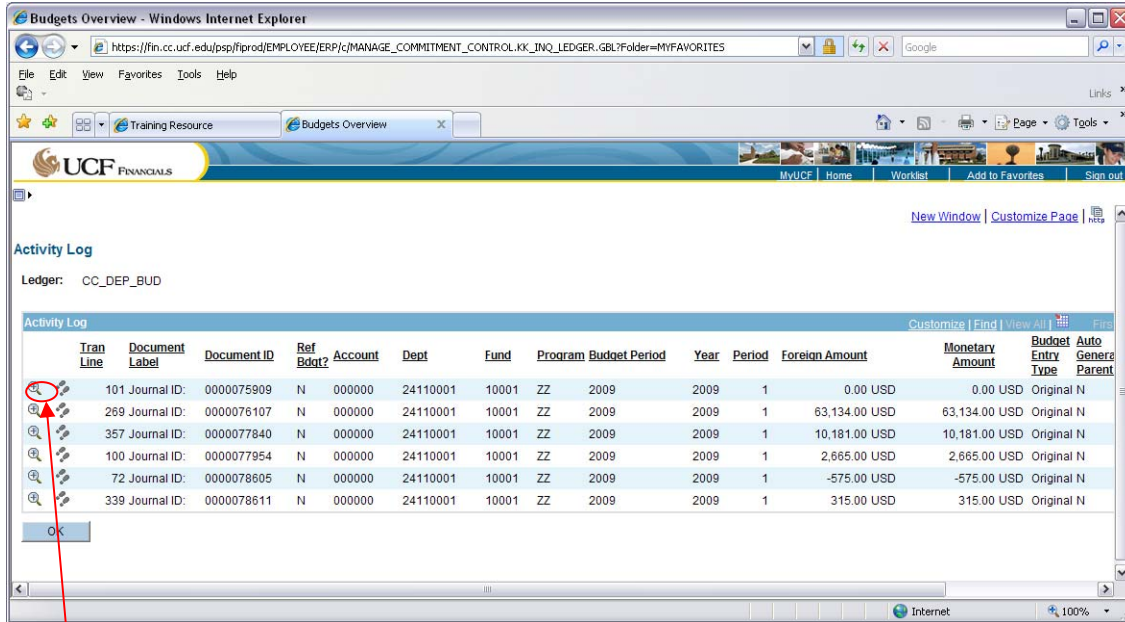 Budgets Overview - Windows Internet Explorer
https://fin.cc.ucf.edu/psp/fiprod/EMPLOYEE/ERP/c/MANAGE_COMMITMENT_CONTROL.KK_INQ_LEDGER.GBL?Folder=MYFAVORITES
Google
File Edit View Favorites Tools Help
Links
Training Resource Budgets Overview Page Tools
UCF FINANCIALS
MyUCF Home Worklist Add to Favorites Sign out
New Window | Customize Page | http
Activity Log
Ledger: CC_DEP_BUD
Activity Log Customize | Find | View All | Firs
Tran Line Document Label Document ID Ref Bdgt? Account Dept Fund Program Budget Period Year Period Foreign Amount Monetary Amount Budget Entry Type Auto Genera Parent
101 Journal ID: 0000075909 N 000000 24110001 10001 ZZ 2009 2009 1 0.00 USD 0.00 USD Original N
269 Journal ID: 0000076107 N 000000 24110001 10001 ZZ 2009 2009 1 63,134.00 USD 63,134.00 USD Original N
357 Journal ID: 0000077840 N 000000 24110001 10001 ZZ 2009 2009 1 10,181.00 USD 10,181.00 USD Original N
100 Journal ID: 0000077954 N 000000 24110001 10001 ZZ 2009 2009 1 2,665.00 USD 2,665.00 USD Original N
72 Journal ID: 0000078605 N 000000 24110001 10001 ZZ 2009 2009 1 -575.00 USD -575.00 USD Original N
339 Journal ID: 0000078611 N 000000 24110001 10001 ZZ 2009 2009 1 315.00 USD 315.00 USD Original N
OK
Internet 100%